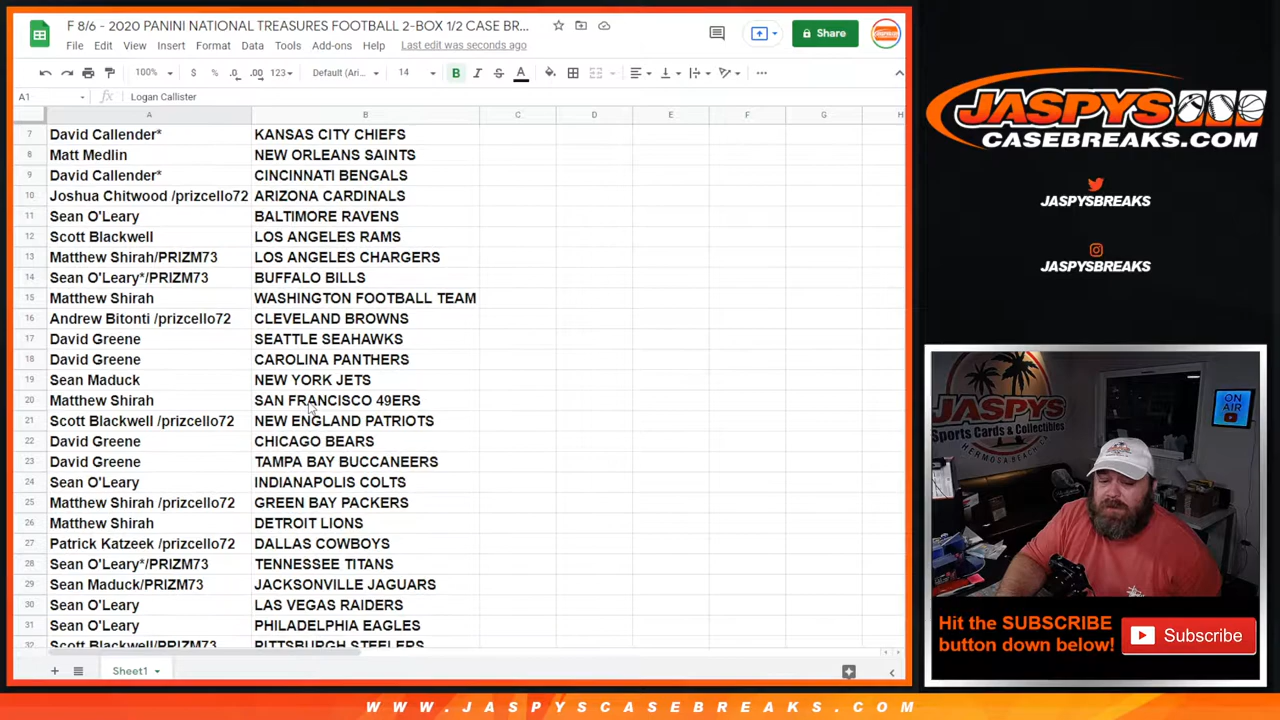 F 8/6 - 2020 PANINI NATIONAL TREASURES FOOTBALL 2-BOX 1/2 CASE BR...
Share
File Edit View Insert Format Data Tools Add-ons Help Last edit was seconds ago
100% $ % .0 .00 123 Default (Ari... 14 B I S A
A1 fx Logan Callister
A B C D E F G H
7 David Callender* KANSAS CITY CHIEFS
8 Matt Medlin NEW ORLEANS SAINTS
9 David Callender* CINCINNATI BENGALS
10 Joshua Chitwood /prizcello72 ARIZONA CARDINALS
11 Sean O'Leary BALTIMORE RAVENS
12 Scott Blackwell LOS ANGELES RAMS
13 Matthew Shirah/PRIZM73 LOS ANGELES CHARGERS
14 Sean O'Leary*/PRIZM73 BUFFALO BILLS
15 Matthew Shirah WASHINGTON FOOTBALL TEAM
16 Andrew Bitonti /prizcello72 CLEVELAND BROWNS
17 David Greene SEATTLE SEAHAWKS
18 David Greene CAROLINA PANTHERS
19 Sean Maduck NEW YORK JETS
20 Matthew Shirah SAN FRANCISCO 49ERS
21 Scott Blackwell /prizcello72 NEW ENGLAND PATRIOTS
22 David Greene CHICAGO BEARS
23 David Greene TAMPA BAY BUCCANEERS
24 Sean O'Leary INDIANAPOLIS COLTS
25 Matthew Shirah /prizcello72 GREEN BAY PACKERS
26 Matthew Shirah DETROIT LIONS
27 Patrick Katzeek /prizcello72 DALLAS COWBOYS
28 Sean O'Leary*/PRIZM73 TENNESSEE TITANS
29 Sean Maduck/PRIZM73 JACKSONVILLE JAGUARS
30 Sean O'Leary LAS VEGAS RAIDERS
31 Sean O'Leary PHILADELPHIA EAGLES
32 Scott Blackwell/PRIZM73 PITTSBURGH STEELERS
Sheet1
JASPYS
CASEBREAKS.COM
JASPYSBREAKS
JASPYSBREAKS
JASPYS
Sports Cards & Collectibles
HERMOSA BEACH, CA
ON AIR
Hit the SUBSCRIBE
button down below!
Subscribe
WWW.JASPYSCASEBREAKS.COM